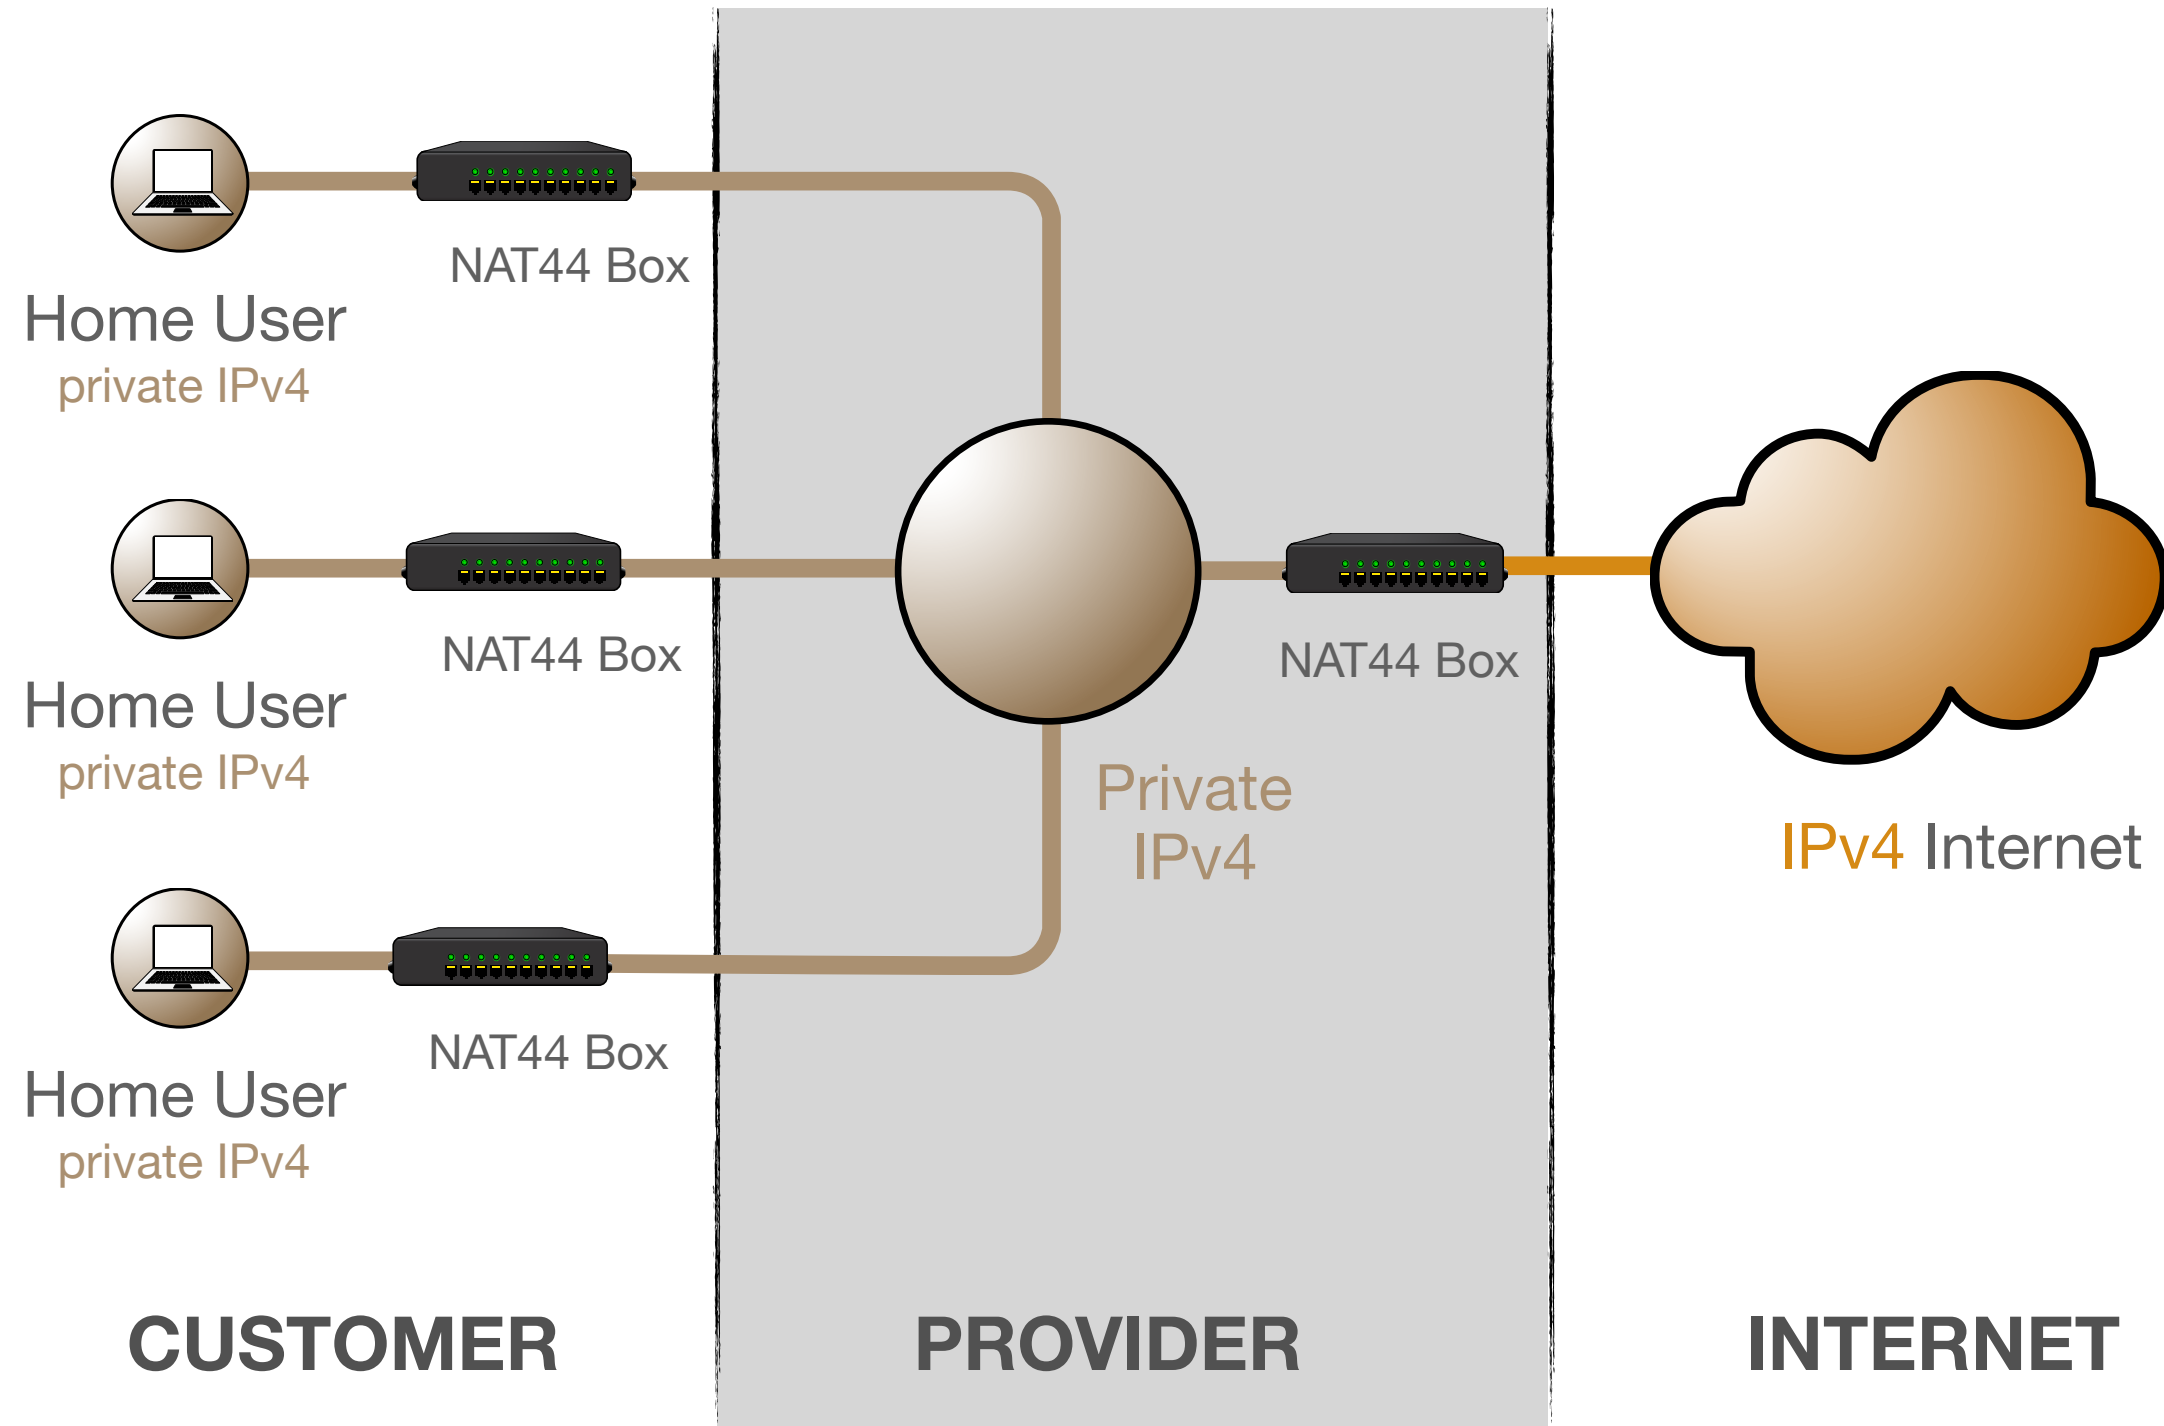 NAT44 Box
Home User
private IPv4
NAT44 Box
Home User
private IPv4
NAT44 Box
Home User
private IPv4
Private
IPv4
NAT44 Box
IPv4 Internet
CUSTOMER
PROVIDER
INTERNET